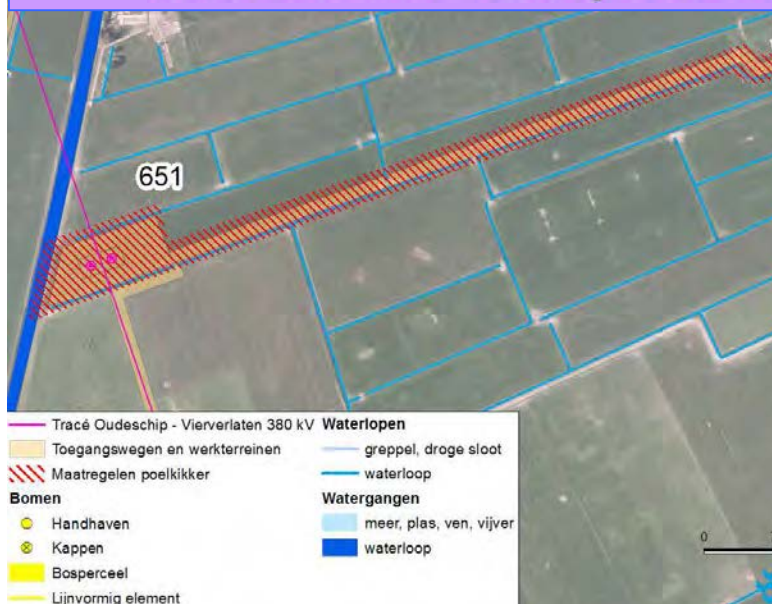 651
Tracé Oudeschip - Vierverlaten 380 kV
Toegangswegen en werkterreinen
Maatregelen poelkikker
Bomen
Handhaven
Kappen
Bosperceel
Lijnvormig element
Waterlopen
greppel, droge sloot
waterloop
Watergangen
meer, plas, ven, vijver
waterloop
0